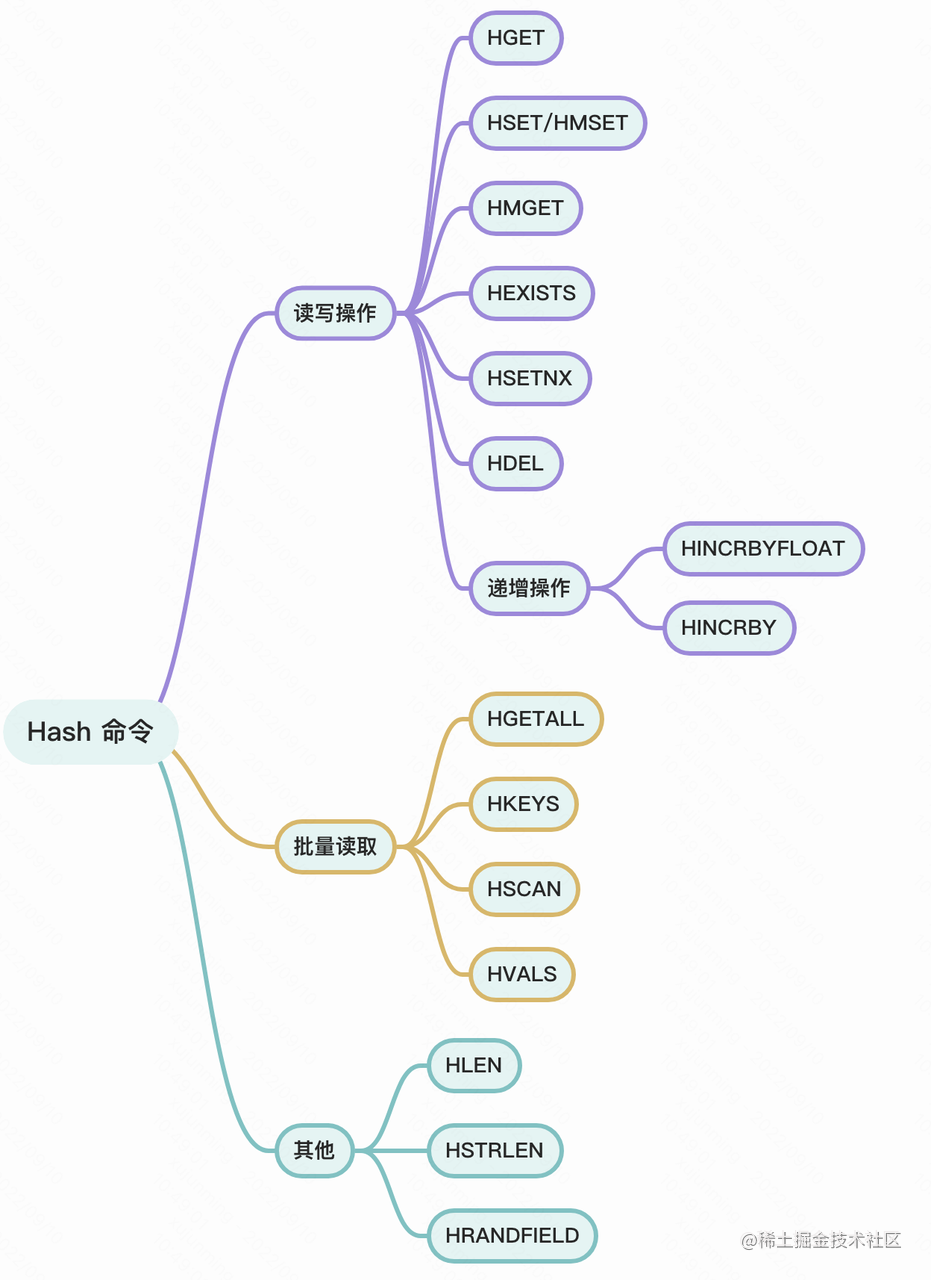 Hash 命令
读写操作
HGET
HSET/HMSET
HMGET
HEXISTS
HSETNX
HDEL
递增操作
HINCRBYFLOAT
HINCRBY
批量读取
HGETALL
HKEYS
HSCAN
HVALS
其他
HLEN
HSTRLEN
HRANDFIELD
@稀土掘金技术社区